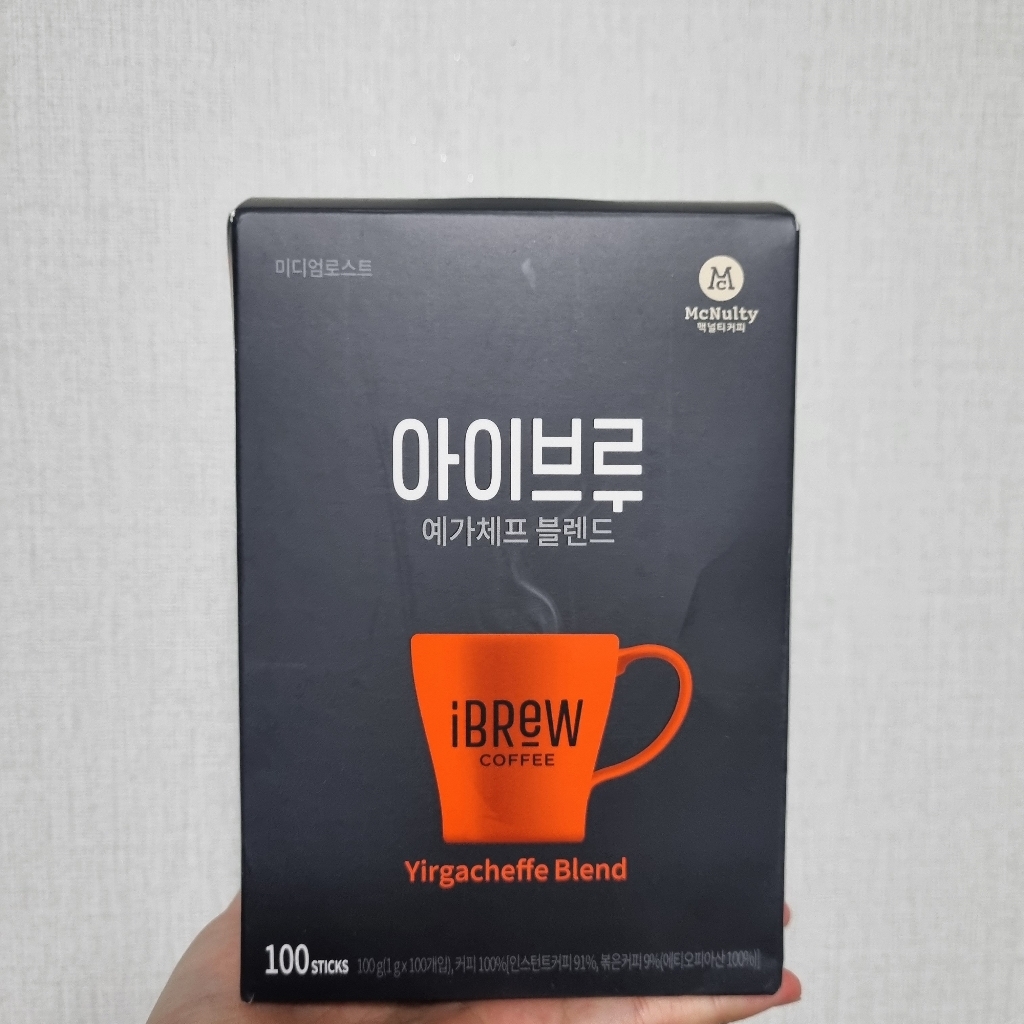 미디엄로스트
Mc
McNulty
맥널티커피
아이브루
예가체프 블렌드
iBReW
COFFEE
Yirgacheffe Blend
100 STICKS 100 g(1 g x 100개입), 커피 100%[인스턴트커피 91%, 볶은커피 9%(에티오피아산 100%)]